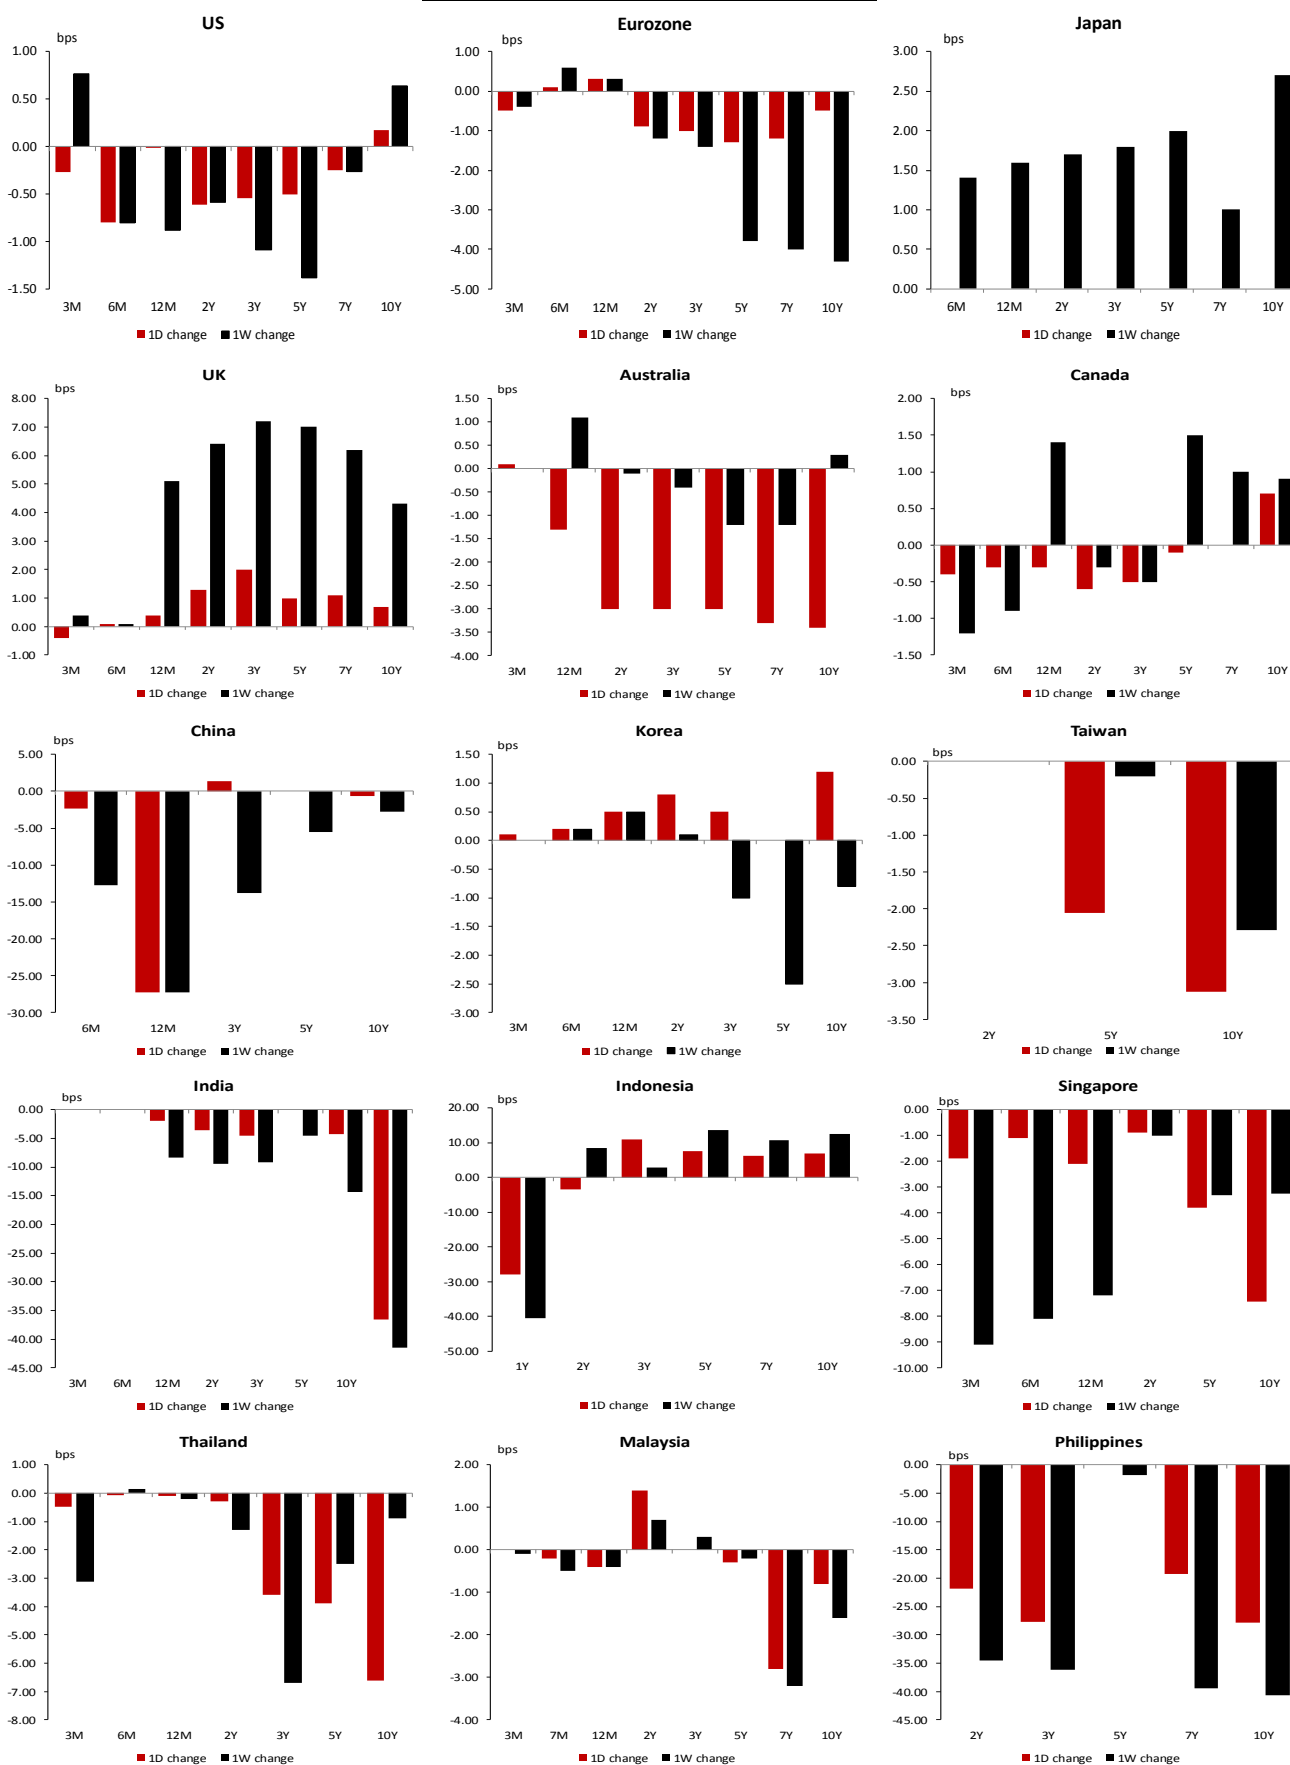 US
bps
1.00
0.50
0.00
-0.50
-1.00
-1.50
3M 6M 12M 2Y 3Y 5Y 7Y 10Y
1D change 1W change
Eurozone
bps
1.00
0.00
-1.00
-2.00
-3.00
-4.00
-5.00
3M 6M 12M 2Y 3Y 5Y 7Y 10Y
1D change 1W change
Japan
bps
3.00
2.50
2.00
1.50
1.00
0.50
0.00
6M 12M 2Y 3Y 5Y 7Y 10Y
1D change 1W change
UK
bps
8.00
7.00
6.00
5.00
4.00
3.00
2.00
1.00
0.00
-1.00
3M 6M 12M 2Y 3Y 5Y 7Y 10Y
1D change 1W change
Australia
bps
1.50
1.00
0.50
0.00
-0.50
-1.00
-1.50
-2.00
-2.50
-3.00
-3.50
-4.00
3M 12M 2Y 3Y 5Y 7Y 10Y
1D change 1W change
Canada
bps
2.00
1.50
1.00
0.50
0.00
-0.50
-1.00
-1.50
3M 6M 12M 2Y 3Y 5Y 7Y 10Y
1D change 1W change
China
bps
5.00
0.00
-5.00
-10.00
-15.00
-20.00
-25.00
-30.00
6M 12M 3Y 5Y 10Y
1D change 1W change
Korea
bps
1.50
1.00
0.50
0.00
-0.50
-1.00
-1.50
-2.00
-2.50
-3.00
3M 6M 12M 2Y 3Y 5Y 10Y
1D change 1W change
Taiwan
bps
0.00
-0.50
-1.00
-1.50
-2.00
-2.50
-3.00
-3.50
2Y 5Y 10Y
1D change 1W change
India
bps
0.00
-5.00
-10.00
-15.00
-20.00
-25.00
-30.00
-35.00
-40.00
-45.00
3M 6M 12M 2Y 3Y 5Y 10Y
1D change 1W change
Indonesia
bps
20.00
10.00
0.00
-10.00
-20.00
-30.00
-40.00
-50.00
1Y 2Y 3Y 5Y 7Y 10Y
1D change 1W change
Singapore
bps
0.00
-1.00
-2.00
-3.00
-4.00
-5.00
-6.00
-7.00
-8.00
-9.00
-10.00
3M 6M 12M 2Y 5Y 10Y
1D change 1W change
Thailand
bps
1.00
0.00
-1.00
-2.00
-3.00
-4.00
-5.00
-6.00
-7.00
-8.00
3M 6M 12M 2Y 3Y 5Y 10Y
1D change 1W change
Malaysia
bps
2.00
1.00
0.00
-1.00
-2.00
-3.00
-4.00
3M 7M 12M 2Y 3Y 5Y 7Y 10Y
1D change 1W change
Philippines
bps
0.00
-5.00
-10.00
-15.00
-20.00
-25.00
-30.00
-35.00
-40.00
-45.00
2Y 3Y 5Y 7Y 10Y
1D change 1W change